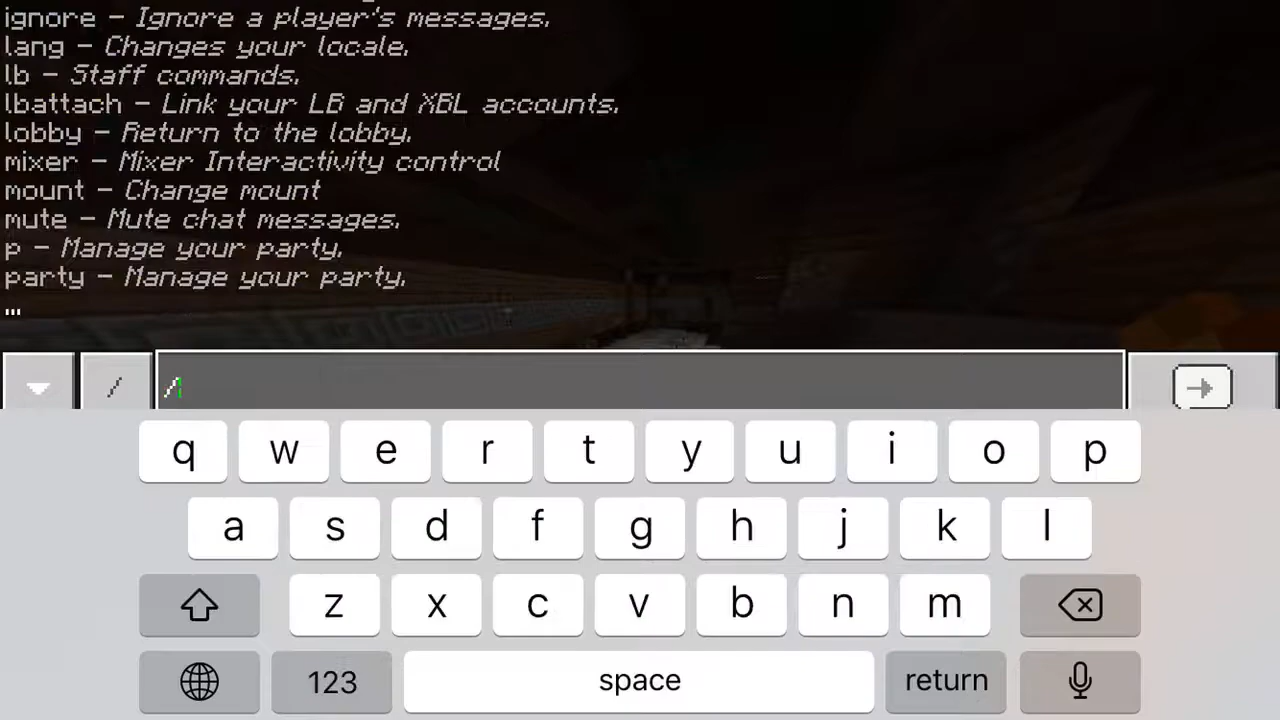 ignore - Ignore a player's messages.
lang - Changes your locale.
lb - Staff commands.
lbattach - Link your LB and XBL accounts.
lobby - Return to the lobby.
mixer - Mixer Interactivity control
mount - Change mount
mute - Mute chat messages.
p - Manage your party.
party - Manage your party.
...
/ /
q w e r t y u i o p
a s d f g h j k l
z x c v b n m
123 space return